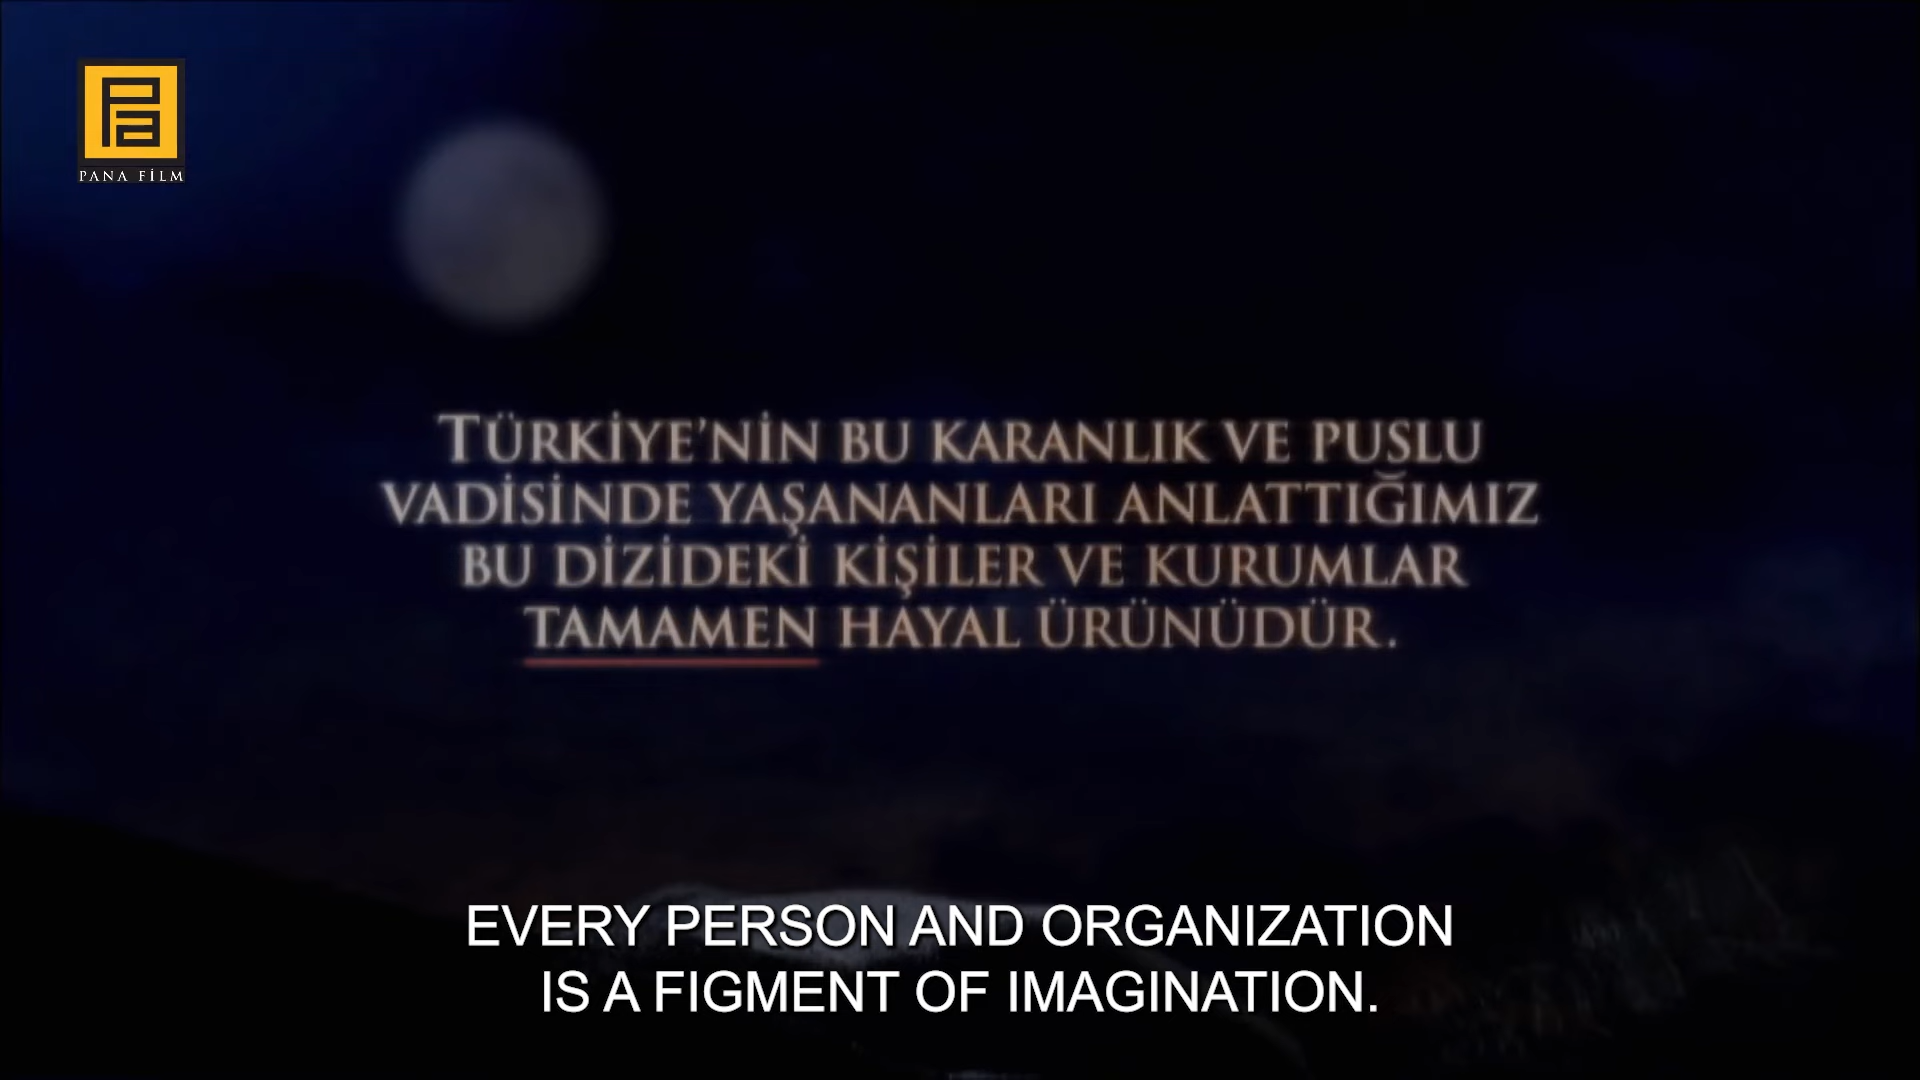 PANA FİLM
TÜRKİYE'NİN BU KARANLIK VE PUSLU
VADİSİNDE YAŞANANLARI ANLATTIĞIMIZ
BU DİZİDEKİ KİŞİLER VE KURUMLAR
TAMAMEN HAYAL ÜRÜNÜDÜR.
EVERY PERSON AND ORGANIZATION
IS A FIGMENT OF IMAGINATION.